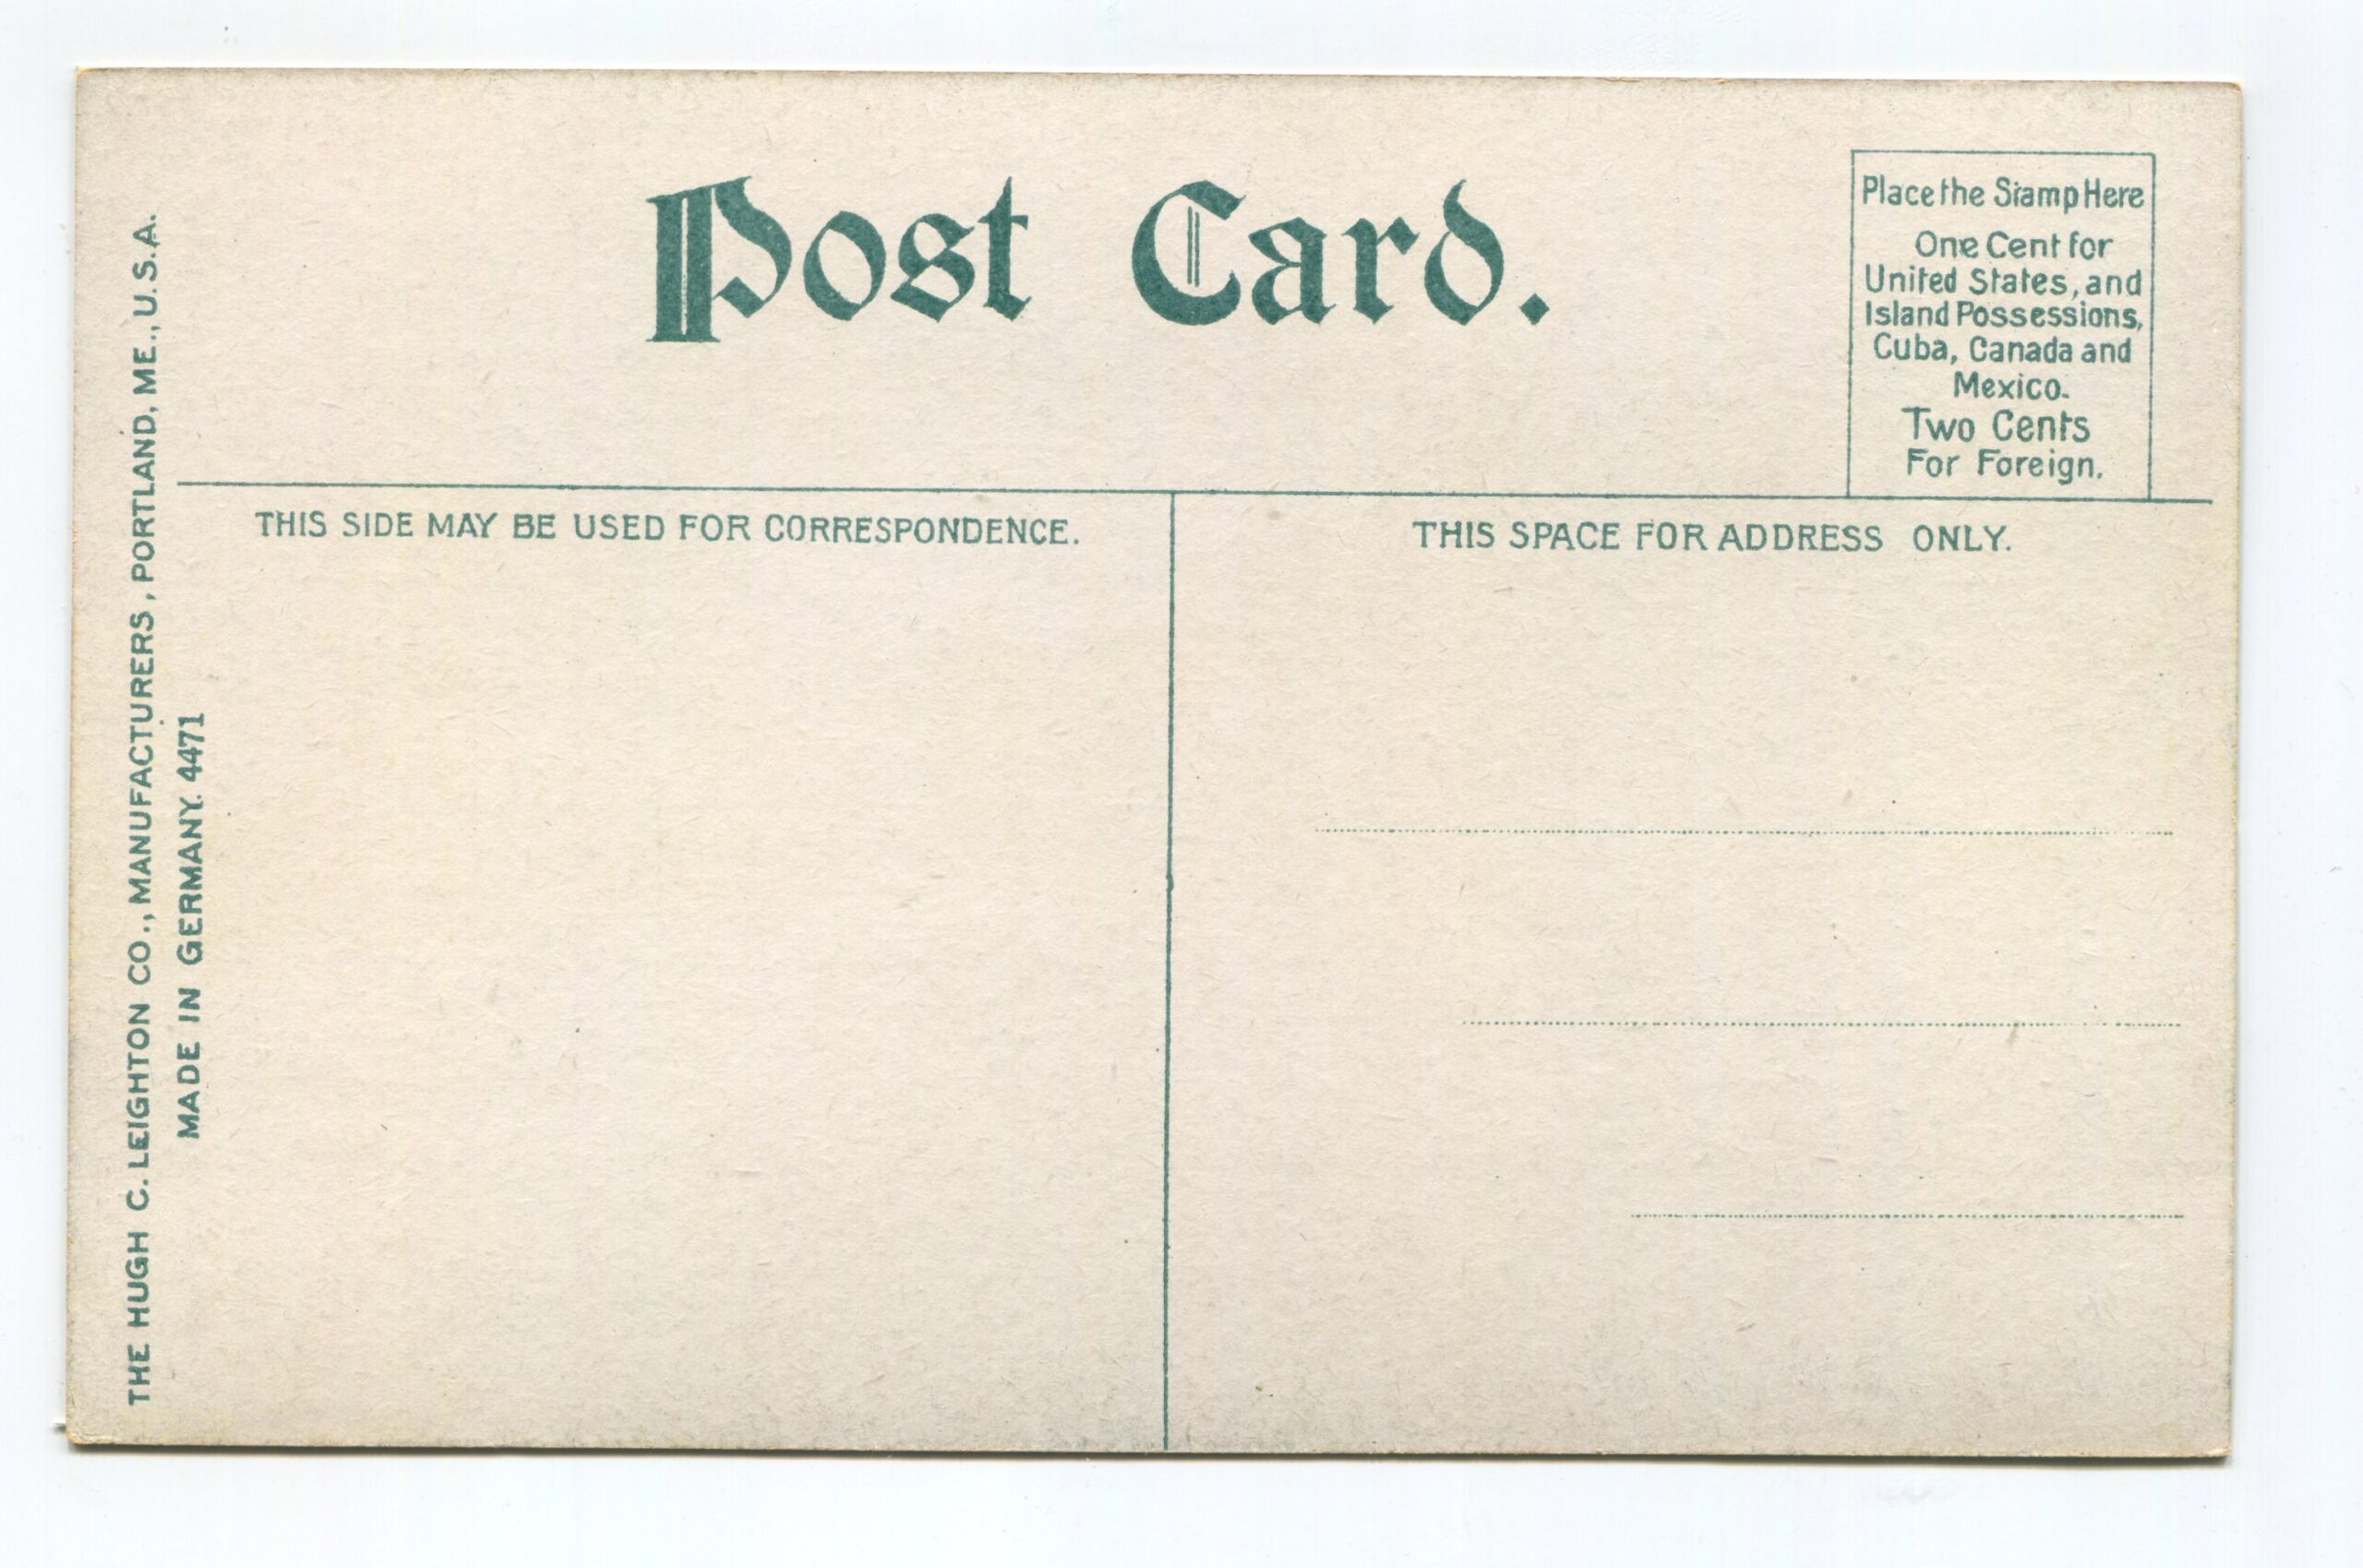 Post Card.
Place the Stamp Here
One Cent for
United States, and
Island Possessions,
Cuba, Canada and
Mexico.
Two Cents
For Foreign.
THIS SIDE MAY BE USED FOR CORRESPONDENCE.
THIS SPACE FOR ADDRESS ONLY.
THE HUGH C. LEIGHTON CO., MANUFACTURERS, PORTLAND, ME., U.S.A.
MADE IN GERMANY. 4471